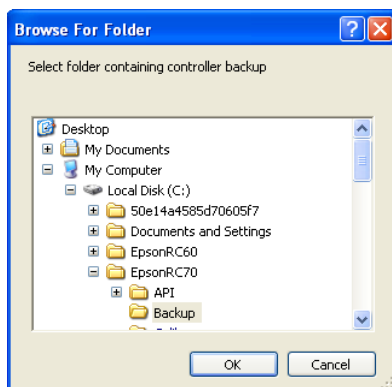 Browse For Folder
Select folder containing controller backup
Desktop
My Documents
My Computer
Local Disk (C:)
50e14a4585d70605f7
Documents and Settings
EpsonRC60
EpsonRC70
API
Backup
OK
Cancel